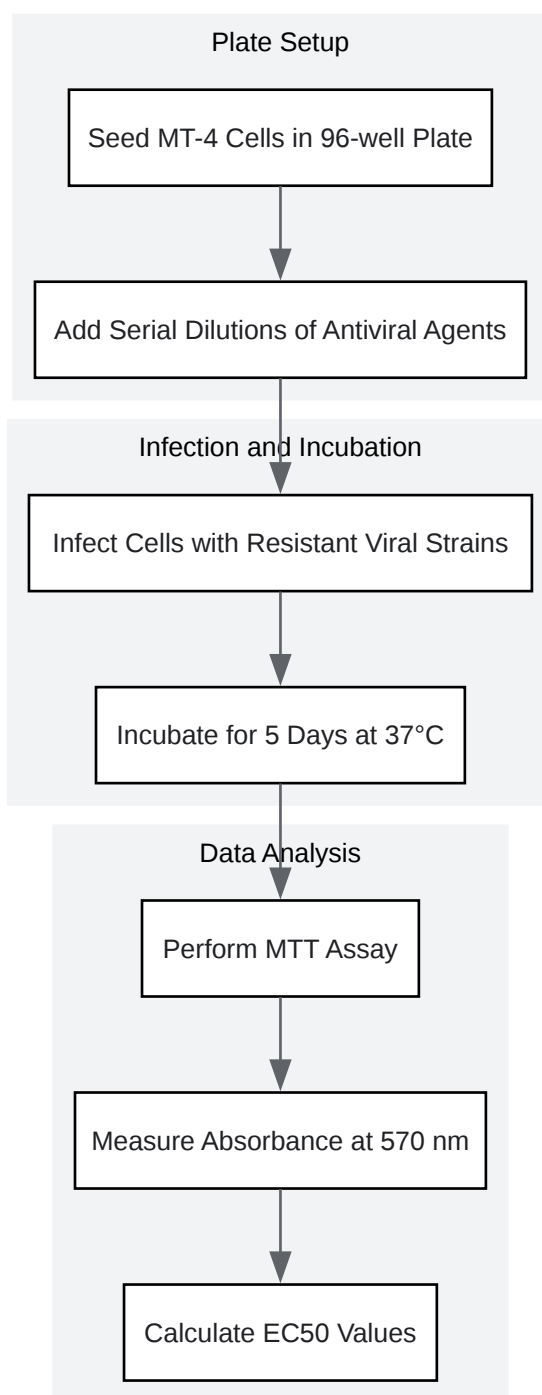 Plate Setup
Seed MT-4 Cells in 96-well Plate
Add Serial Dilutions of Antiviral Agents
Infection and Incubation
Infect Cells with Resistant Viral Strains
Incubate for 5 Days at 37°C
Data Analysis
Perform MTT Assay
Measure Absorbance at 570 nm
Calculate EC50 Values